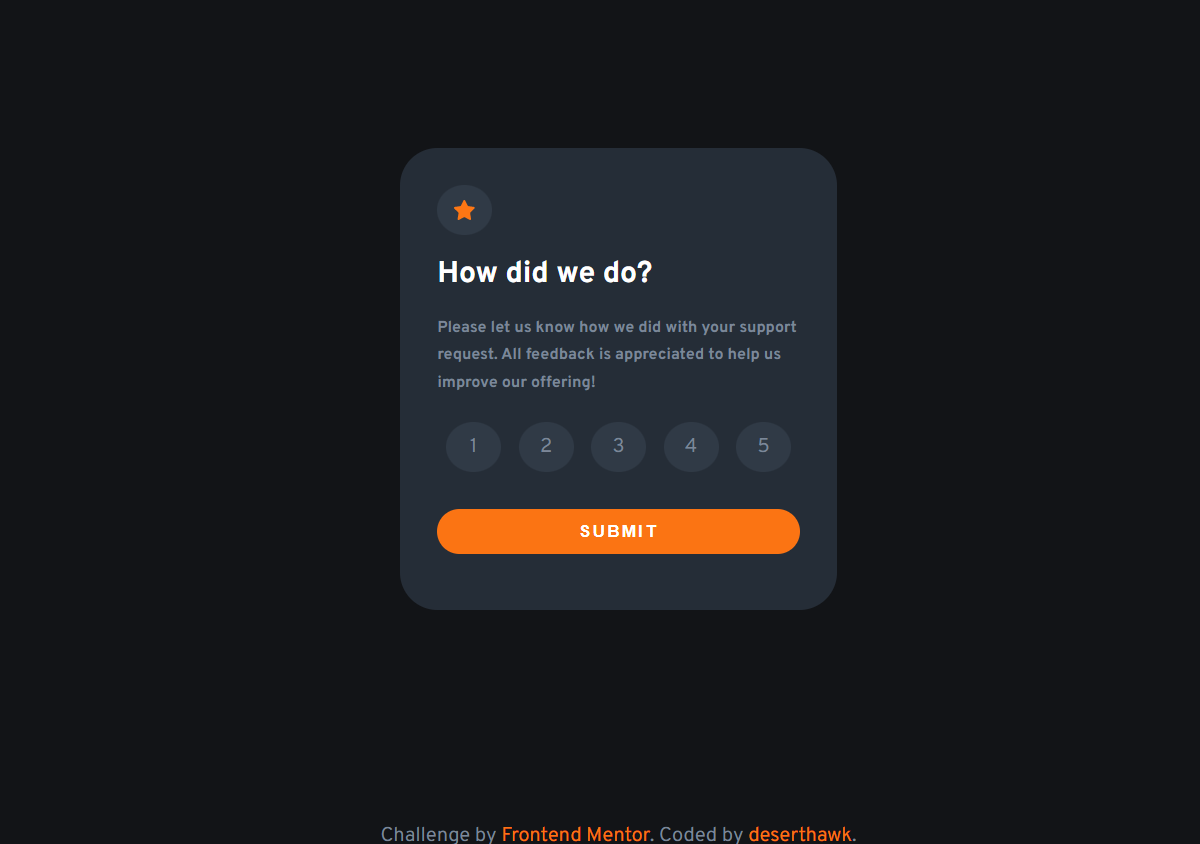 How did we do?
Please let us know how we did with your support
request. All feedback is appreciated to help us
improve our offering!
1 2 3 4 5
SUBMIT
Challenge by Frontend Mentor. Coded by deserthawk.